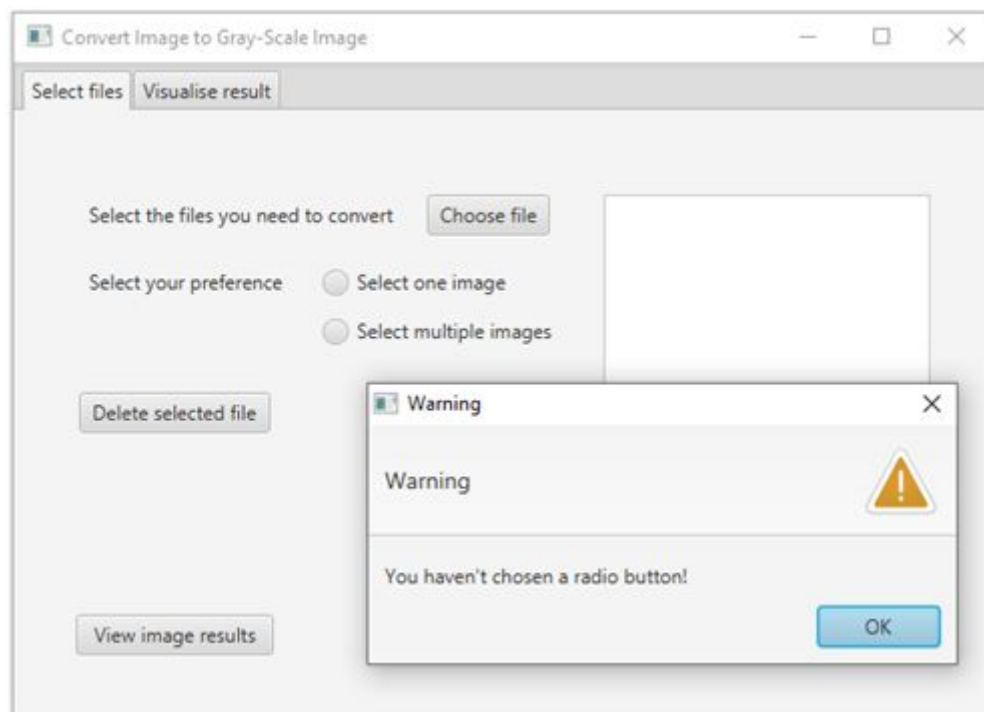 Convert Image to Gray-Scale Image
Select files Visualise result
Select the files you need to convert Choose file
Select your preference Select one image
Select multiple images
Delete selected file
Warning
Warning
You haven't chosen a radio button!
OK
View image results